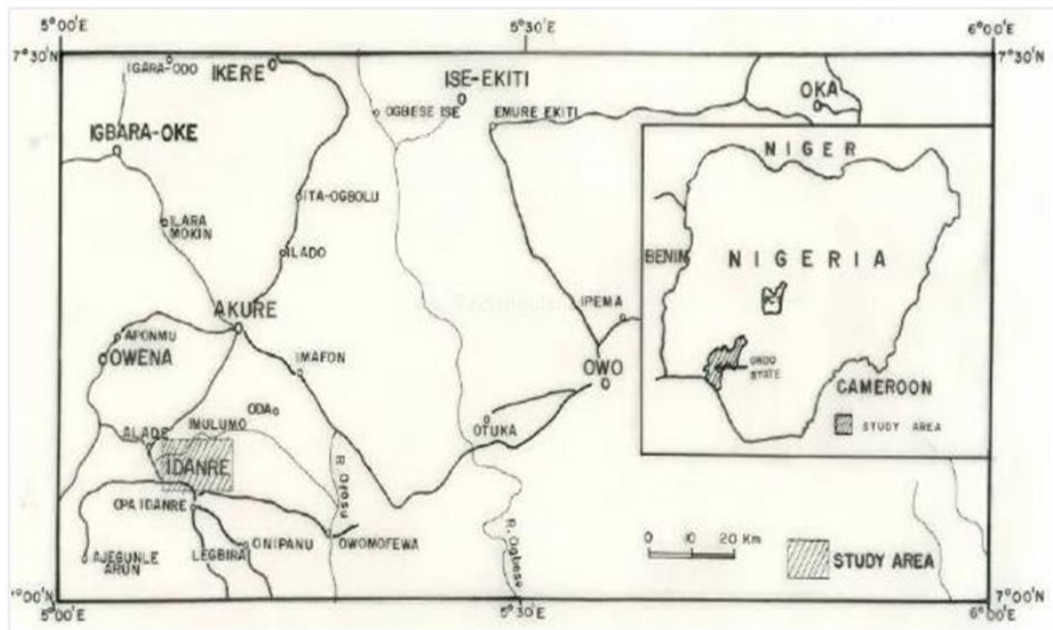 5°00'E
5°30'E
6°00'E
7°30'N
7°30'N
IGARA-ODO
IKERE
ISE-EKITI
OGBESE ISE
EMURE EKITI
OKA
IGBARA-OKE
NIGER
ITA-OGBOLU
ILARA
MOKIN
BENIN
NIGERIA
ILADO
AKURE
IPEMA
APONMU
OWENA
IMAFON
OWO
ONDO
STATE
CAMEROON
ODA
IMULUMO
OTUKA
STUDY AREA
ALADE
IDANRE
R. Orosu
OPA IDANRE
ONIPANU
OWOMOFEWA
R. Ogbese
0 10 20 Km
AJEGUNLE
ARUN
LEGBIRA
STUDY AREA
7°00'N
7°00'N
5°00'E
5°30'E
6°00'E